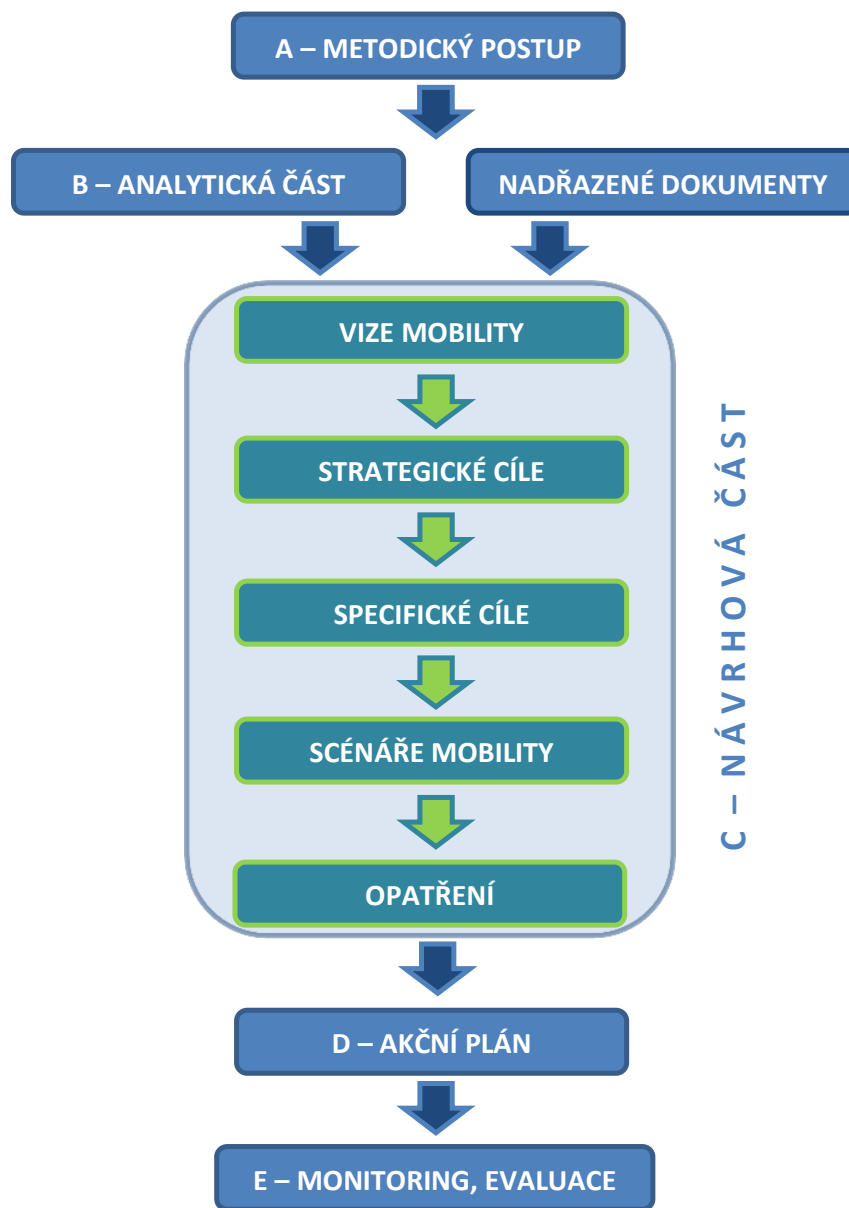 A – METODICKÝ POSTUP
B – ANALYTICKÁ ČÁST
NADŘAZENÉ DOKUMENTY
VIZE MOBILITY
STRATEGICKÉ CÍLE
SPECIFICKÉ CÍLE
SCÉNÁŘE MOBILITY
OPATŘENÍ
C – NÁVRHOVÁ ČÁST
D – AKČNÍ PLÁN
E – MONITORING, EVALUACE